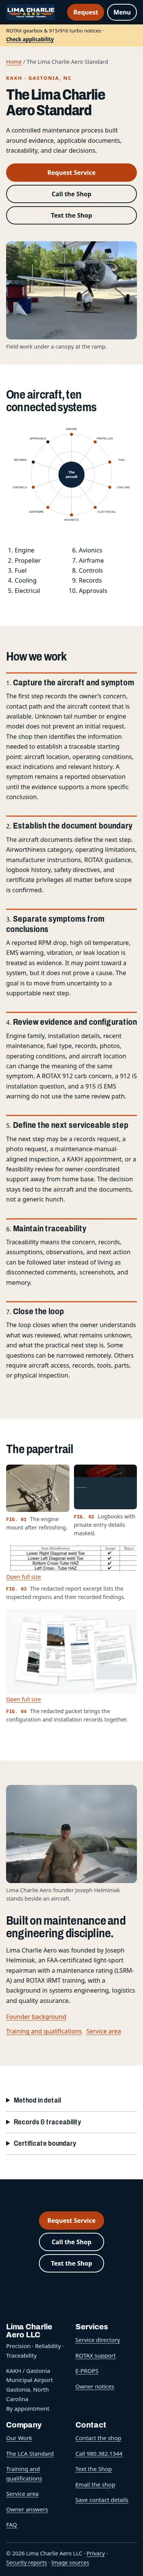 LIMA CHARLIE
AERO
Request
Menu
ROTAX gearbox & 915/916 turbo notices ·
Check applicability
Home / The Lima Charlie Aero Standard
KAKH · GASTONIA, NC
The Lima Charlie
Aero Standard
A controlled maintenance process built
around evidence, applicable documents,
traceability, and clear decisions.
Request Service
Call the Shop
Text the Shop
Field work under a canopy at the ramp.
One aircraft, ten
connected systems
ENGINE
APPROVALS
PROPELLER
RECORDS
FUEL
The
aircraft
CONTROLS
COOLING
AIRFRAME
ELECTRICAL
AVIONICS
1. Engine
2. Propeller
3. Fuel
4. Cooling
5. Electrical
6. Avionics
7. Airframe
8. Controls
9. Records
10. Approvals
How we work
1. Capture the aircraft and symptom
The first step records the owner's concern,
contact path and the aircraft context that is
known. Unknown tail number or engine
model does not prevent an initial request.
The shop then identifies the information
needed to establish a traceable starting
point: aircraft location, operating conditions,
exact indications and relevant history. A
symptom remains a reported observation
until the evidence supports a more specific
conclusion.
2. Establish the document boundary
The aircraft documents define the next step.
Airworthiness category, operating limitations,
manufacturer instructions, ROTAX guidance,
logbook history, safety directives, and
certificate privileges all matter before scope
is confirmed.
3. Separate symptoms from
conclusions
A reported RPM drop, high oil temperature,
EMS warning, vibration, or leak location is
treated as evidence. It may point toward a
system, but it does not prove a cause. The
goal is to move from uncertainty to a
supportable next step.
4. Review evidence and configuration
Engine family, installation details, recent
maintenance, fuel type, records, photos,
operating conditions, and aircraft location
can change the meaning of the same
symptom. A ROTAX 912 carb concern, a 912 iS
installation question, and a 915 iS EMS
warning do not use the same review path.
5. Define the next serviceable step
The next step may be a records request, a
photo request, a maintenance-manual-
aligned inspection, a KAKH appointment, or a
feasibility review for owner-coordinated
support away from home base. The decision
stays tied to the aircraft and the documents,
not to a generic hunch.
6. Maintain traceability
Traceability means the concern, records,
assumptions, observations, and next action
can be followed later instead of living as
disconnected comments, screenshots, and
memory.
7. Close the loop
The loop closes when the owner understands
what was reviewed, what remains unknown,
and what the practical next step is. Some
questions can be narrowed remotely. Others
require aircraft access, records, tools, parts,
or physical inspection.
The paper trail
FIG. 01 The engine
mount after refinishing.
FIG. 02 Logbooks with
private entry details
masked.
Item Identification Accept Reject
Lower Right Diagonal weld Toe
Lower Left Diagonal weld Toe
Bottom Cross-Tube HAZ
Left Cross - Tube HAZ
Open full size
FIG. 03 The redacted report excerpt lists the
inspected regions and their recorded findings.
Open full size
FIG. 04 The redacted packet brings the
configuration and installation records together.
Lima Charlie Aero founder Joseph Helminiak
stands beside an aircraft.
Built on maintenance and
engineering discipline.
Lima Charlie Aero was founded by Joseph
Helminiak, an FAA-certificated light-sport
repairman with a maintenance rating (LSRM-
A) and ROTAX iRMT training, with a
background in systems engineering, logistics,
and quality assurance.
Founder background
Training and qualifications Service area
Method in detail
Records & traceability
Certificate boundary
Request Service
Call the Shop
Text the Shop
Lima Charlie
Aero LLC
Precision · Reliability ·
Traceability
KAKH / Gastonia
Municipal Airport
Gastonia, North
Carolina
By appointment
Services
Service directory
ROTAX support
E-PROPS
Owner notices
Company
Our Work
The LCA Standard
Training and
qualifications
Service area
Owner answers
FAQ
Contact
Contact the shop
Call 980.382.1344
Text the Shop
Email the shop
Save contact details
© 2026 Lima Charlie Aero LLC · Privacy ·
Security reports · Image sources